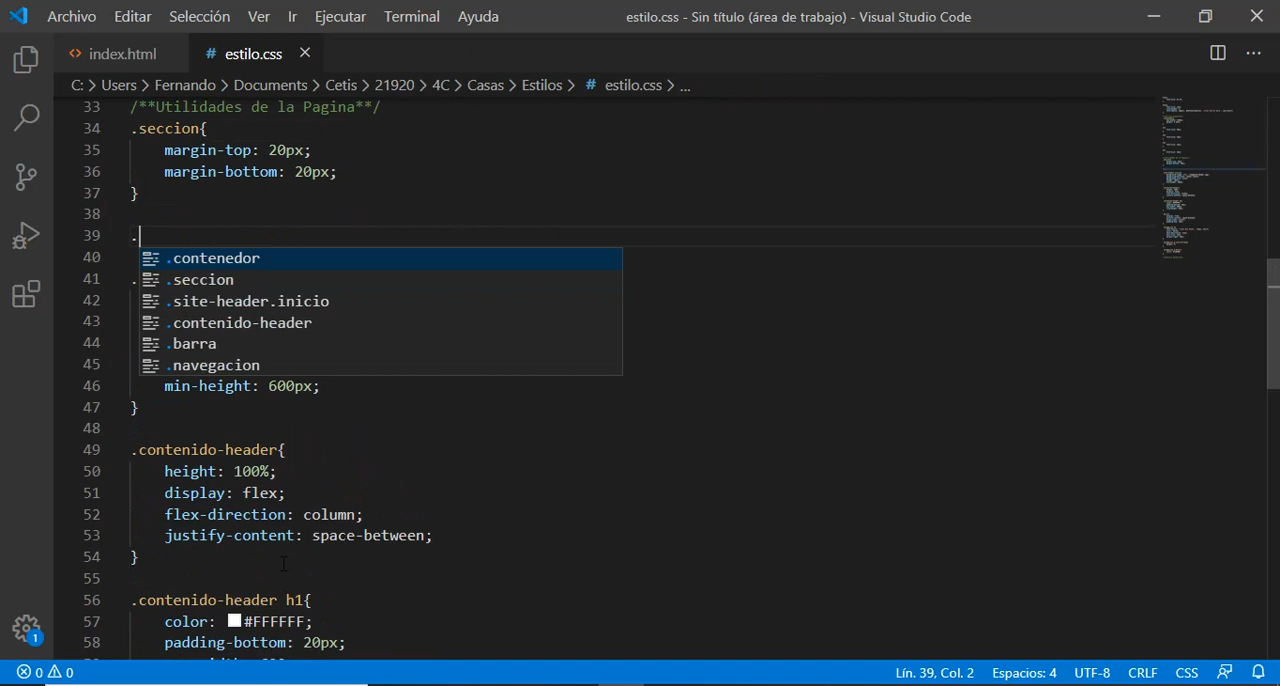 Archivo Editar Selección Ver Ir Ejecutar Terminal Ayuda estilo.css - Sin título (área de trabajo) - Visual Studio Code
index.html # estilo.css
C: > Users > Fernando > Documents > Cetis > 21920 > 4C > Casas > Estilos > # estilo.css > ...
33 /**Utilidades de la Pagina**/
34 .seccion{
35 margin-top: 20px;
36 margin-bottom: 20px;
37 }
38
39 .
40 .contenedor
41 . .seccion
42 .site-header.inicio
43 .contenido-header
44 .barra
45 .navegacion
46 min-height: 600px;
47 }
48
49 .contenido-header{
50 height: 100%;
51 display: flex;
52 flex-direction: column;
53 justify-content: space-between;
54 }
55
56 .contenido-header h1{
57 color: #FFFFFF;
58 padding-bottom: 20px;
1
0 0 Lín. 39, Col. 2 Espacios: 4 UTF-8 CRLF CSS